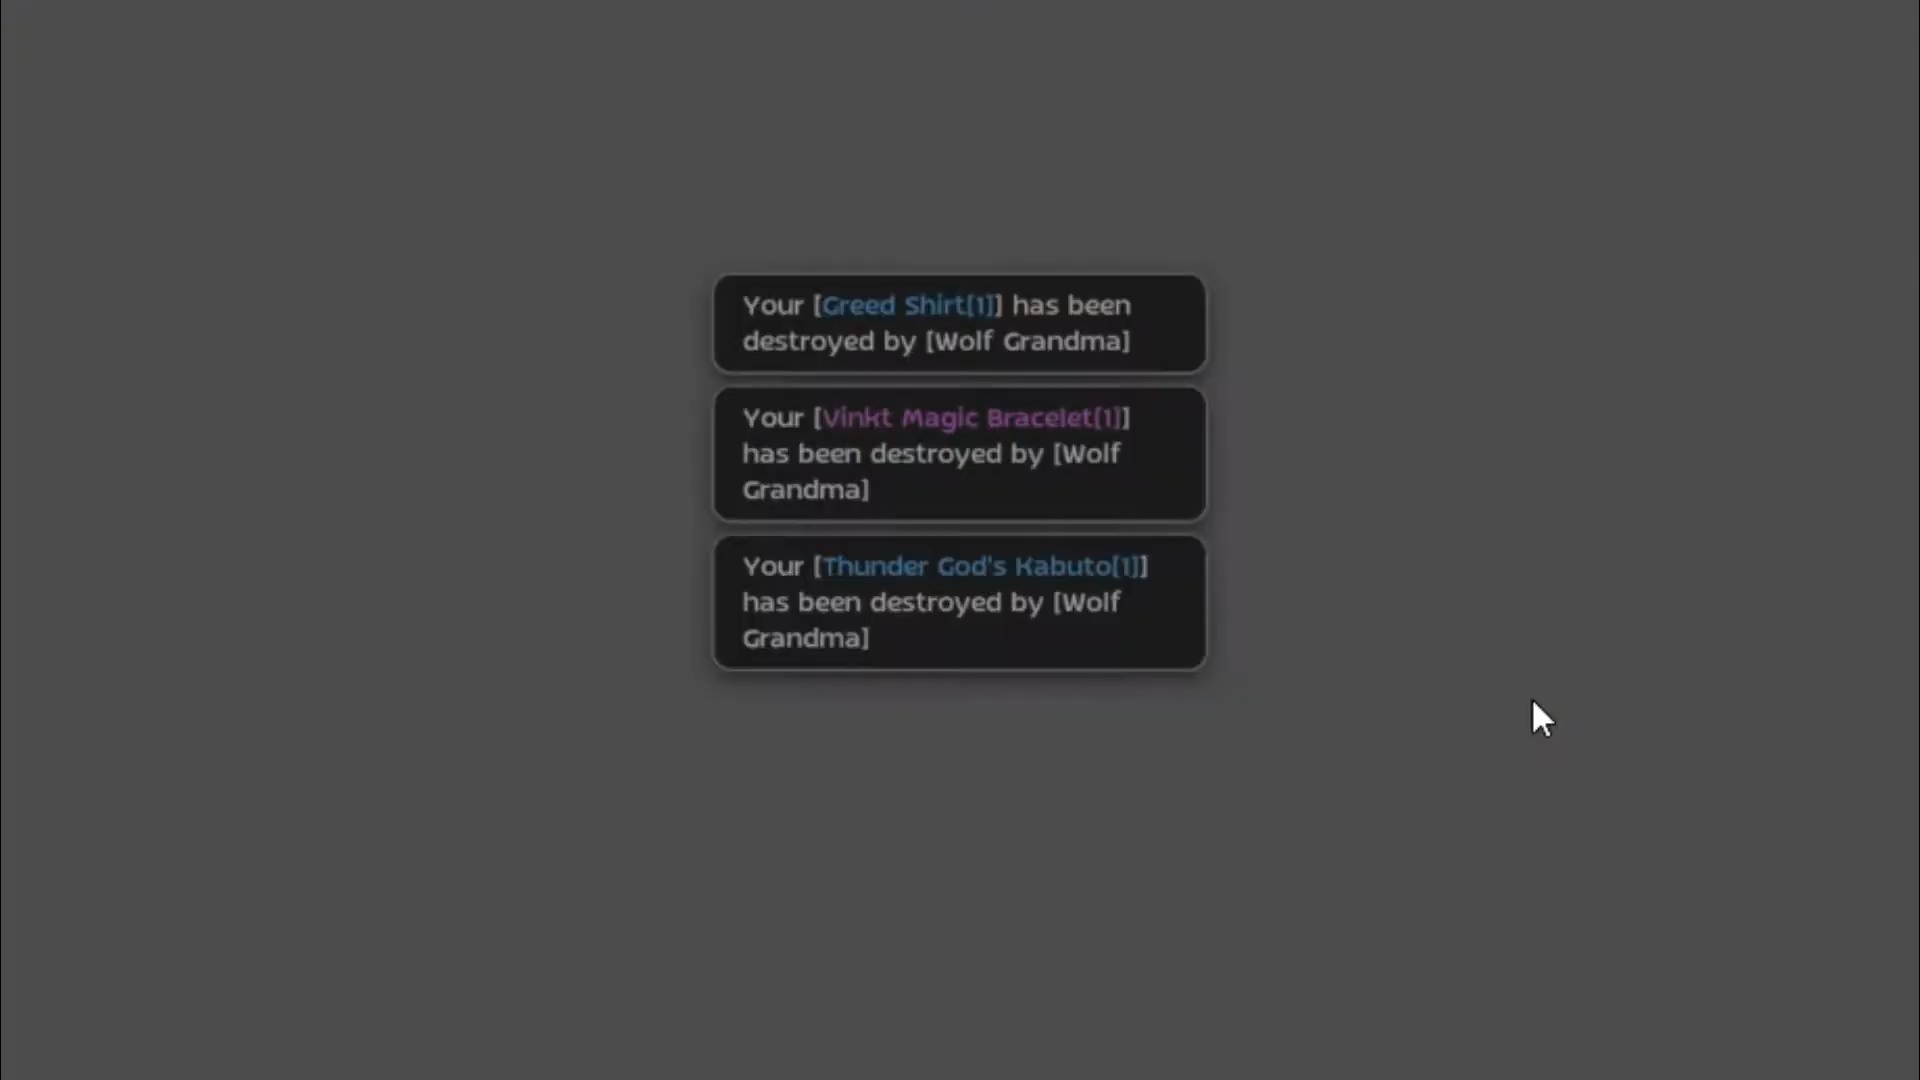 Your [Greed Shirt[1]] has been
destroyed by [Wolf Grandma]
Your [Vinkt Magic Bracelet[1]]
has been destroyed by [Wolf
Grandma]
Your [Thunder God's Kabuto[1]]
has been destroyed by [Wolf
Grandma]